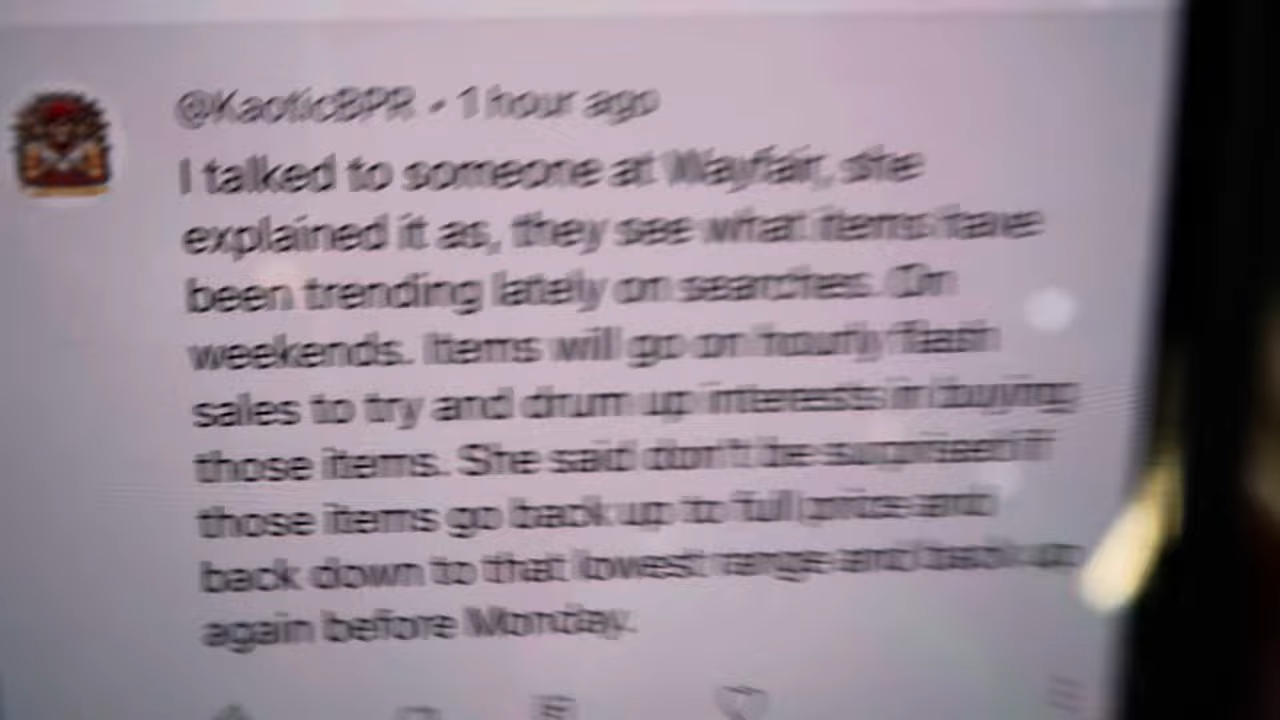 @KaoticBPR • 1 hour ago
I talked to someone at Wayfair, she
explained it as, they see what items have
been trending lately on searches. On
weekends. Items will go on hourly flash
sales to try and drum up interests in buying
those items. She said don't be surprised if
those items go back up to full price and
back down to that lowest range and back up
again before Monday.